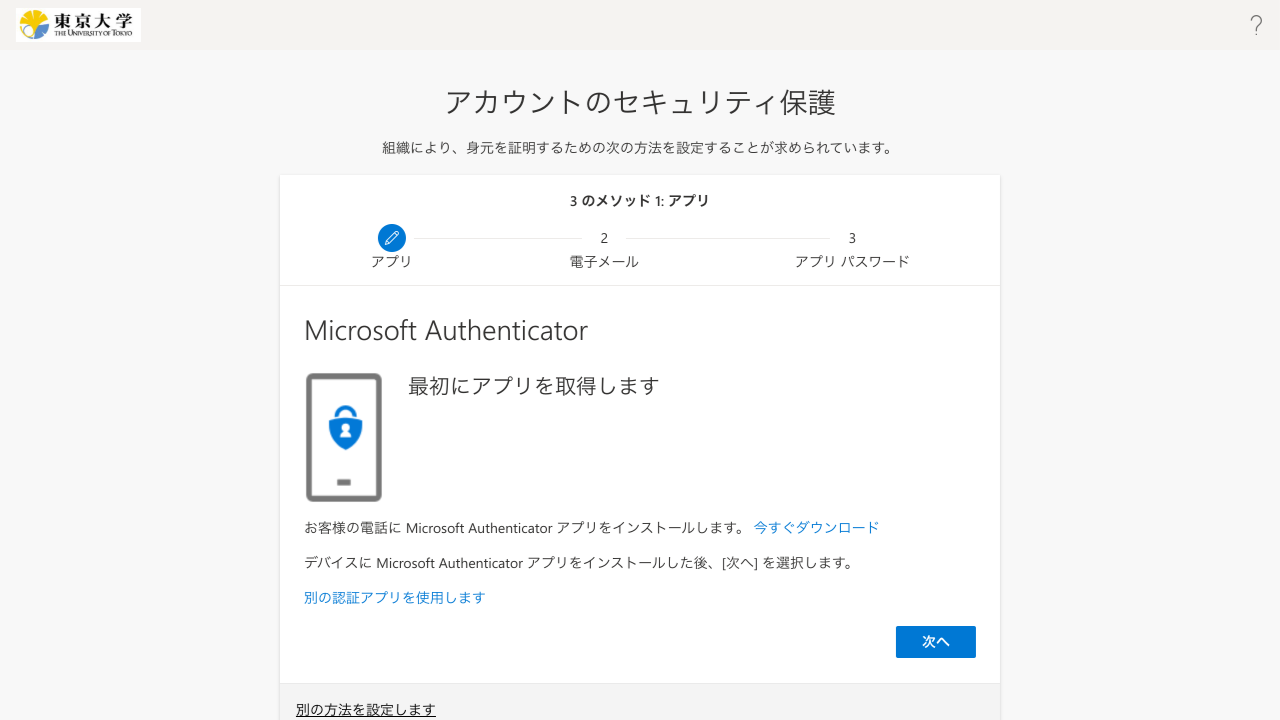 東京大学
THE UNIVERSITY OF TOKYO
?
アカウントのセキュリティ保護
組織により、身元を証明するための次の方法を設定することが求められています。
3 のメソッド 1: アプリ
2
3
アプリ
電子メール
アプリ パスワード
Microsoft Authenticator
最初にアプリを取得します
お客様の電話に Microsoft Authenticator アプリをインストールします。 今すぐダウンロード
デバイスに Microsoft Authenticator アプリをインストールした後、[次へ] を選択します。
別の認証アプリを使用します
次へ
別の方法を設定します